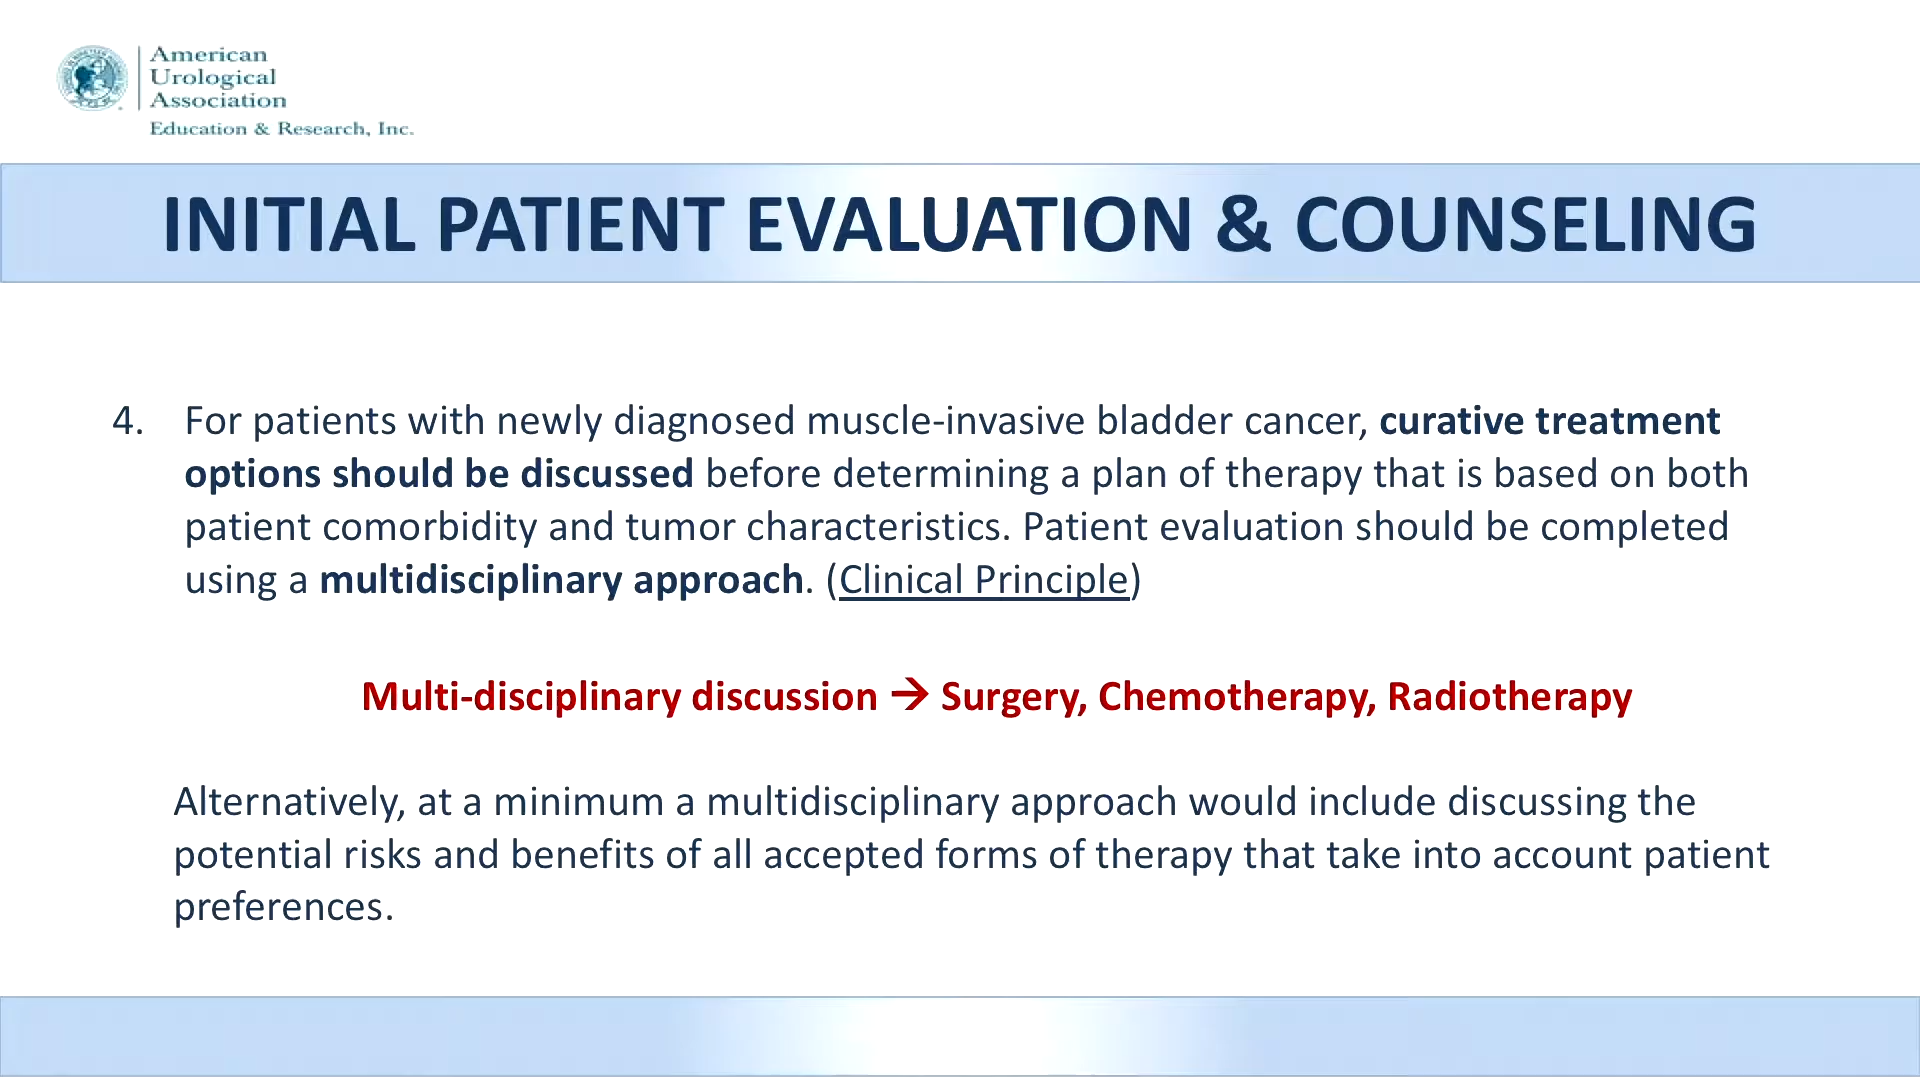 American
Urological
Association
Education & Research, Inc.
INITIAL PATIENT EVALUATION & COUNSELING
4. For patients with newly diagnosed muscle-invasive bladder cancer, curative treatment
options should be discussed before determining a plan of therapy that is based on both
patient comorbidity and tumor characteristics. Patient evaluation should be completed
using a multidisciplinary approach. (Clinical Principle)
Multi-disciplinary discussion → Surgery, Chemotherapy, Radiotherapy
Alternatively, at a minimum a multidisciplinary approach would include discussing the
potential risks and benefits of all accepted forms of therapy that take into account patient
preferences.